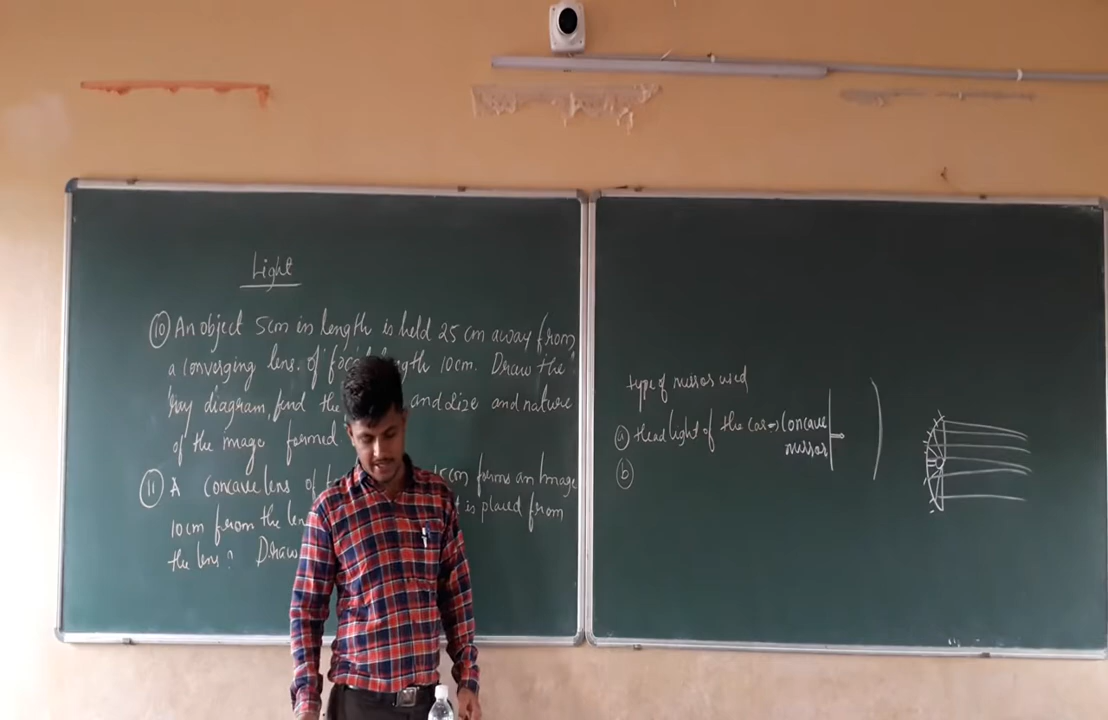 Light
(10) An object 5cm in length is held 25 cm away from
a converging lens. of focal length 10cm. Draw the
ray diagram, find the and size and nature
of the image formed
(11) A concave lens of 15cm forms an Image
10cm from the lens is placed from
the lens? Draw
type of mirror used
(a) Headlight of the car ⇒ Concave
mirror
(b)